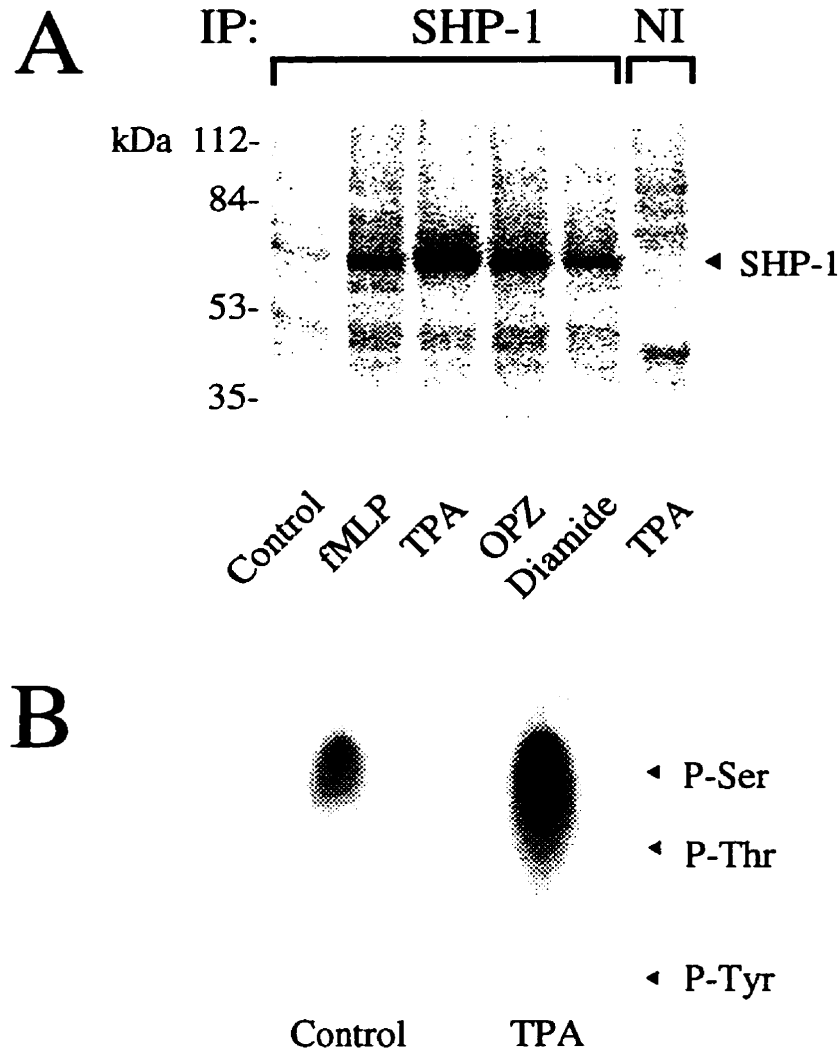 A
IP: SHP-1 NI
kDa 112-
84-
SHP-1
53-
35-
Control fMLP TPA OPZ Diamide TPA
B
P-Ser
P-Thr
P-Tyr
Control TPA